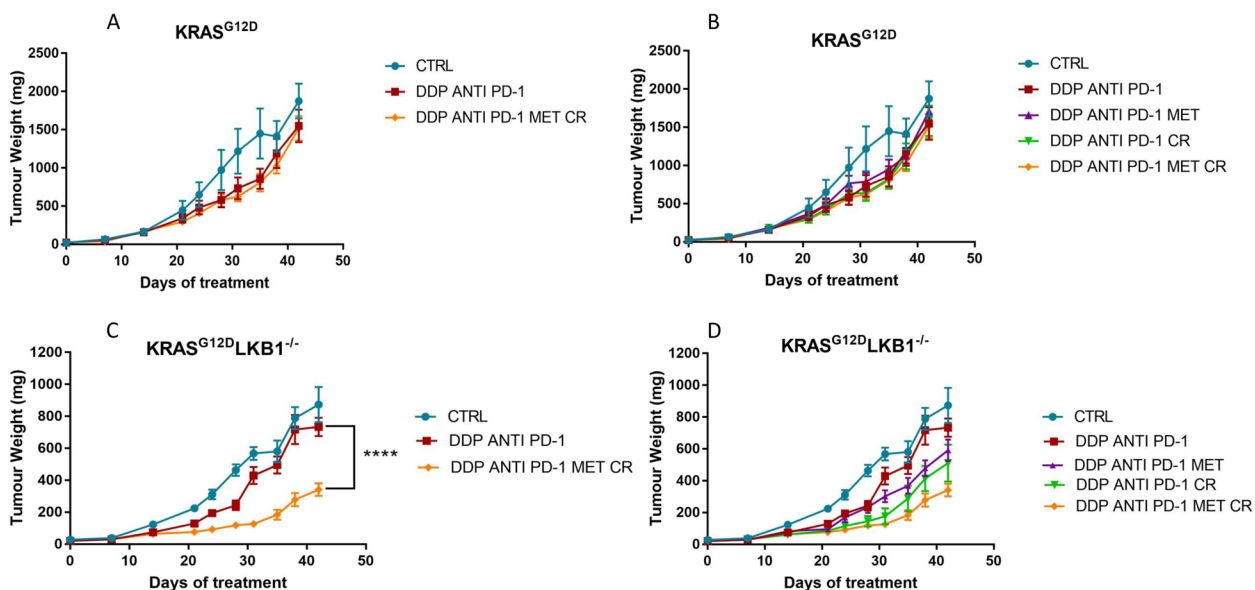 A
KRAS^G12D
Tumour Weight (mg)
2500
2000
1500
1000
500
0
0 10 20 30 40 50
Days of treatment
CTRL
DDP ANTI PD-1
DDP ANTI PD-1 MET CR
B
KRAS^G12D
Tumour Weight (mg)
2500
2000
1500
1000
500
0
0 10 20 30 40 50
Days of treatment
CTRL
DDP ANTI PD-1
DDP ANTI PD-1 MET
DDP ANTI PD-1 CR
DDP ANTI PD-1 MET CR
C
KRAS^G12D LKB1^-/-
Tumour Weight (mg)
1200
1000
800
600
400
200
0
0 10 20 30 40 50
Days of treatment
****
CTRL
DDP ANTI PD-1
DDP ANTI PD-1 MET CR
D
KRAS^G12D LKB1^-/-
Tumour Weight (mg)
1200
1000
800
600
400
200
0
0 10 20 30 40 50
Days of treatment
CTRL
DDP ANTI PD-1
DDP ANTI PD-1 MET
DDP ANTI PD-1 CR
DDP ANTI PD-1 MET CR